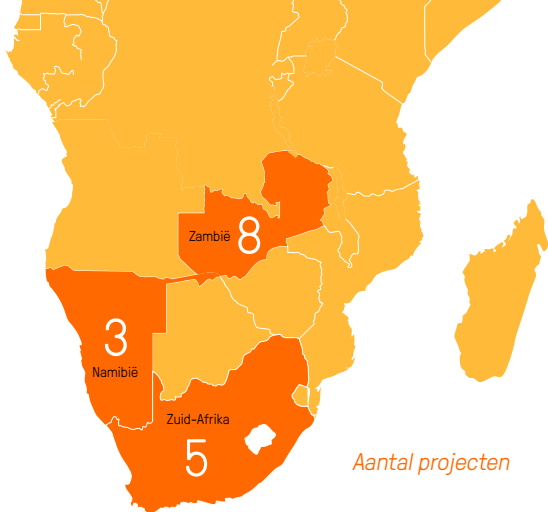 Zambië 8
3
Namibië
Zuid-Afrika
5
Aantal projecten